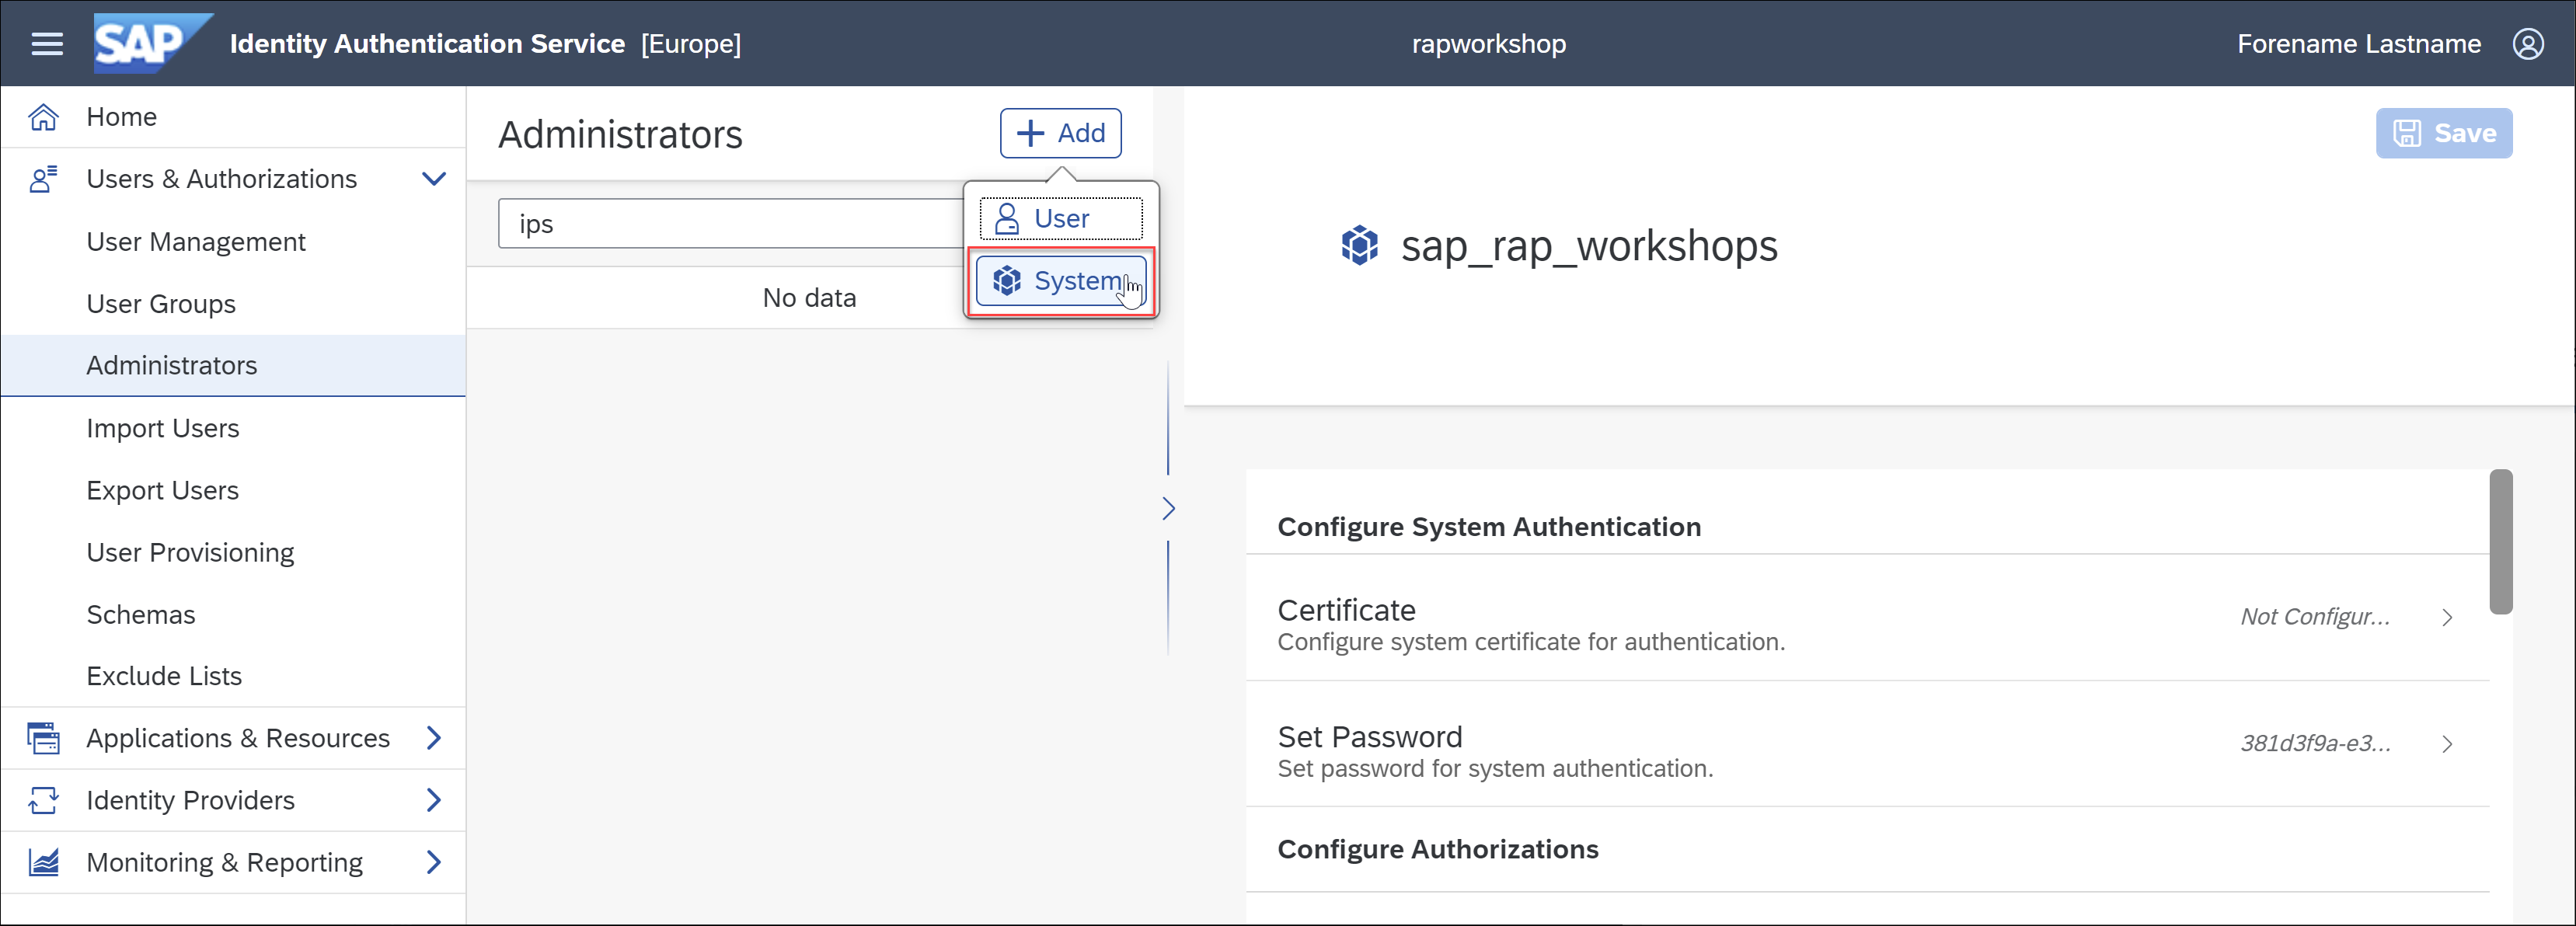 SAP Identity Authentication Service [Europe] rapworkshop Forename Lastname
Home
Users & Authorizations
User Management
User Groups
Administrators
Import Users
Export Users
User Provisioning
Schemas
Exclude Lists
Applications & Resources
Identity Providers
Monitoring & Reporting
Administrators
Add
ips
User
System
No data
Save
sap_rap_workshops
Configure System Authentication
Certificate
Not Configur...
Configure system certificate for authentication.
Set Password
381d3f9a-e3...
Set password for system authentication.
Configure Authorizations